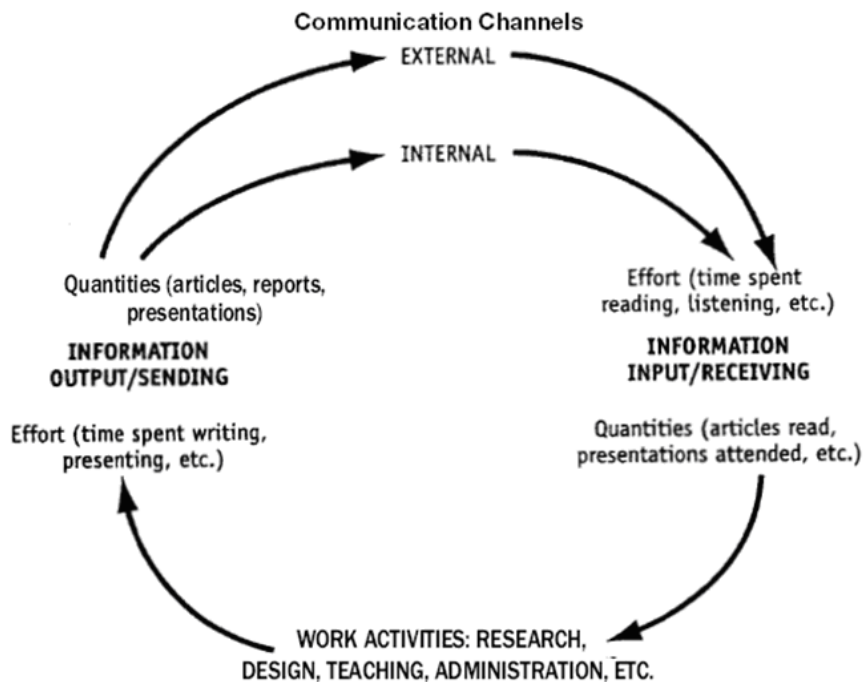 Communication Channels
EXTERNAL
INTERNAL
Quantities (articles, reports,
presentations)
INFORMATION
OUTPUT/SENDING
Effort (time spent writing,
presenting, etc.)
Effort (time spent
reading, listening, etc.)
INFORMATION
INPUT/RECEIVING
Quantities (articles read,
presentations attended, etc.)
WORK ACTIVITIES: RESEARCH,
DESIGN, TEACHING, ADMINISTRATION, ETC.